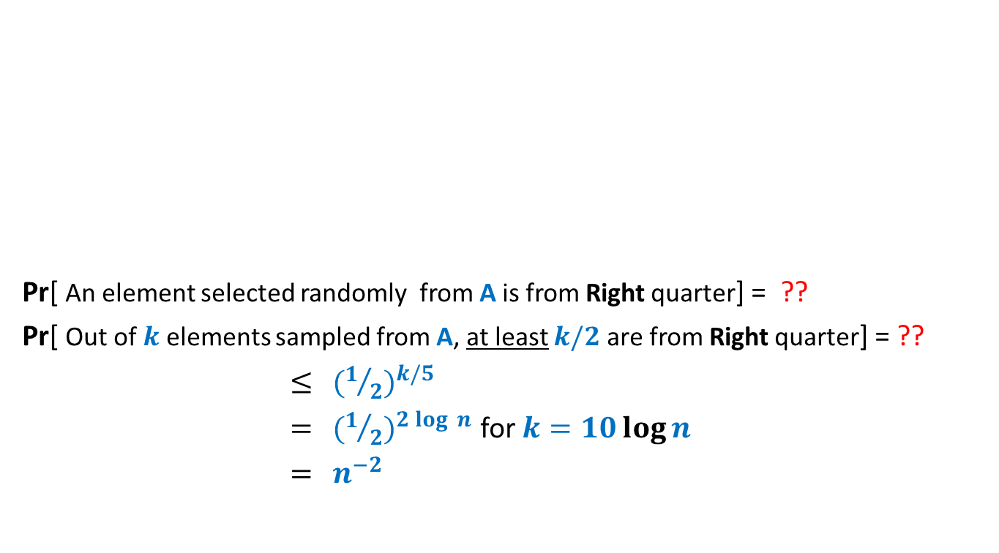 Pr[ An element selected randomly from A is from Right quarter] = ??
Pr[ Out of k elements sampled from A, at least k/2 are from Right quarter] = ??
≤ (1/2)^{k/5}
= (1/2)^{2 log n} for k = 10 log n
= n^{−2}